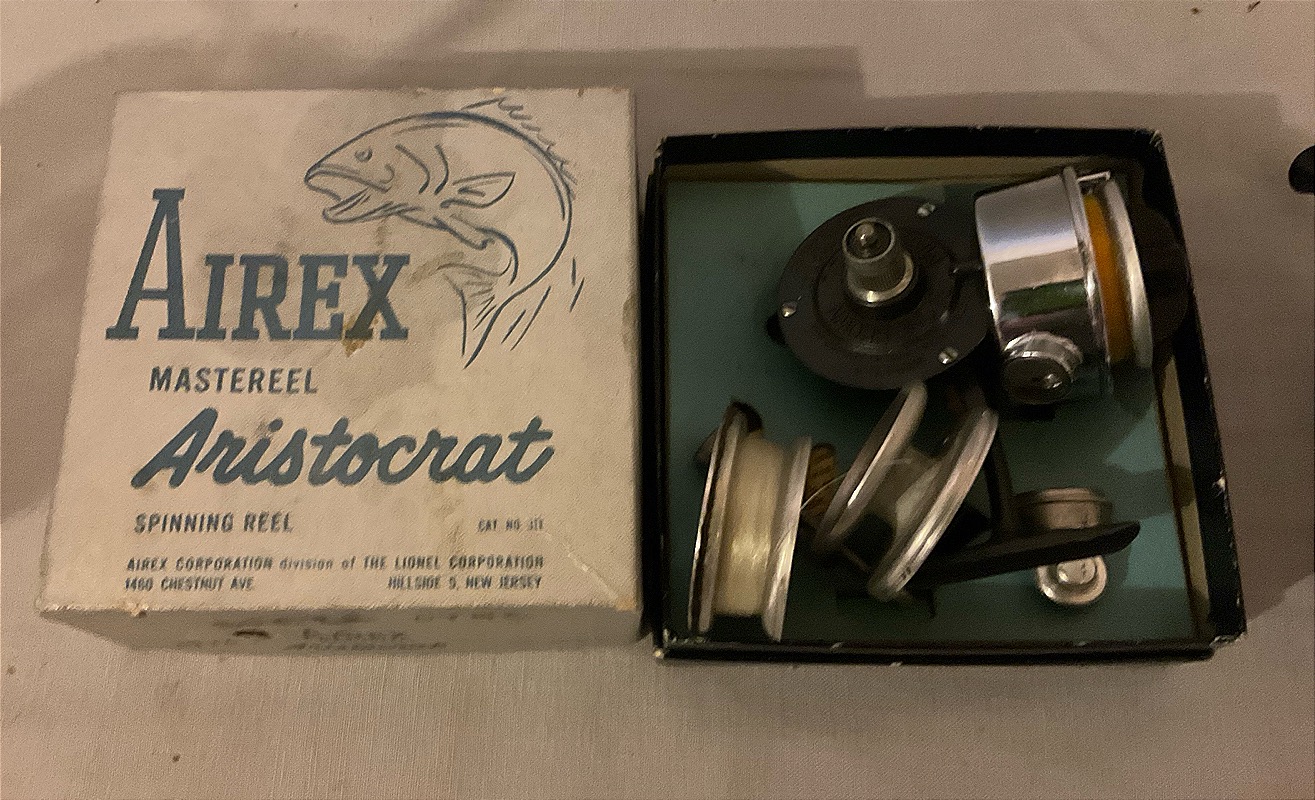 AIREX
MASTEREEL
Aristocrat
SPINNING REEL
CAT. NO.
AIREX CORPORATION division of THE LIONEL CORPORATION
1460 CHESTNUT AVE.
HILLSIDE 5, NEW JERSEY